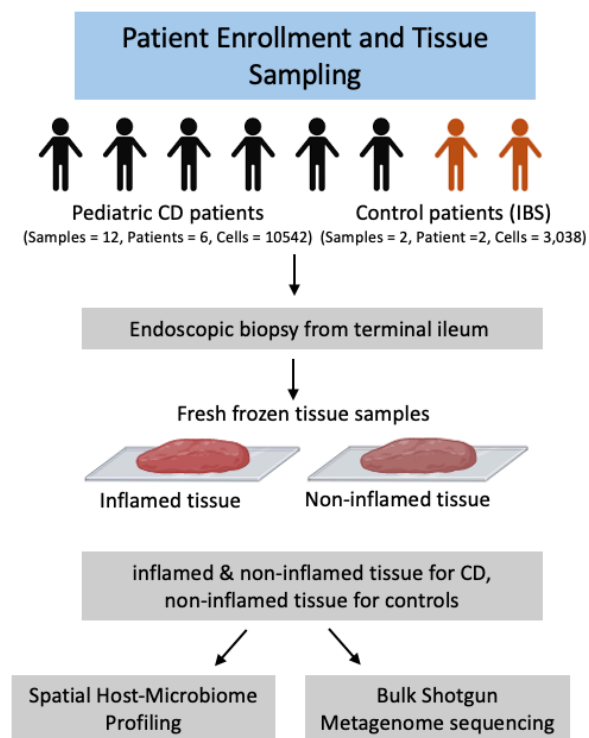 Patient Enrollment and Tissue
Sampling
Pediatric CD patients
(Samples = 12, Patients = 6, Cells = 10542)
Control patients (IBS)
(Samples = 2, Patient =2, Cells = 3,038)
Endoscopic biopsy from terminal ileum
Fresh frozen tissue samples
Inflamed tissue
Non-inflamed tissue
inflamed & non-inflamed tissue for CD,
non-inflamed tissue for controls
Spatial Host-Microbiome
Profiling
Bulk Shotgun
Metagenome sequencing